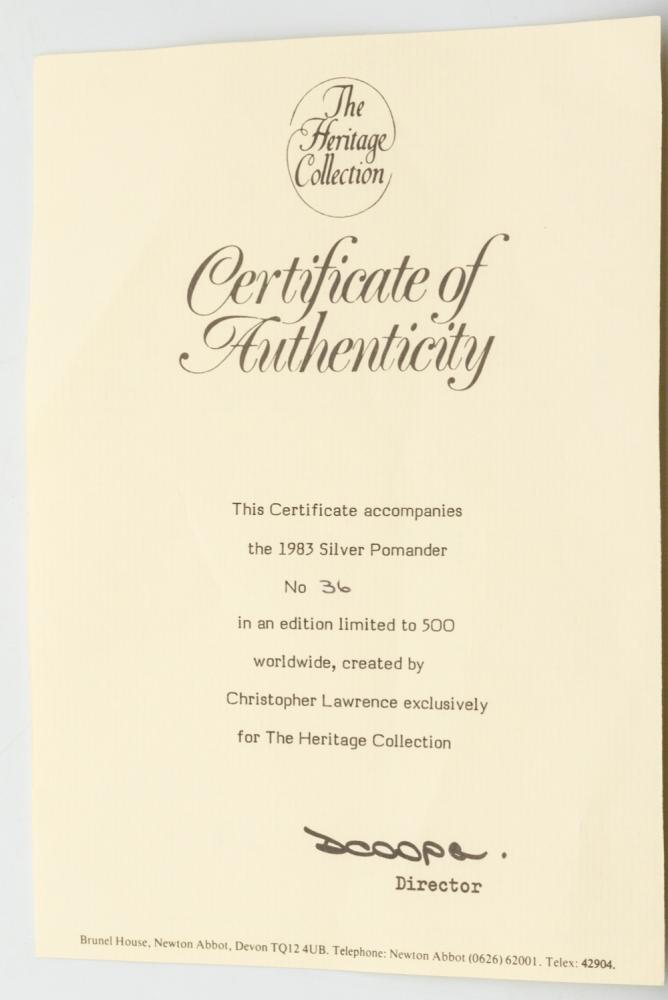 The
Heritage
Collection
Certificate of
Authenticity
This Certificate accompanies
the 1983 Silver Pomander
No 36
in an edition limited to 500
worldwide, created by
Christopher Lawrence exclusively
for The Heritage Collection
Director
Brunel House, Newton Abbot, Devon TQ12 4UB. Telephone: Newton Abbot (0626) 62001. Telex: 42904.